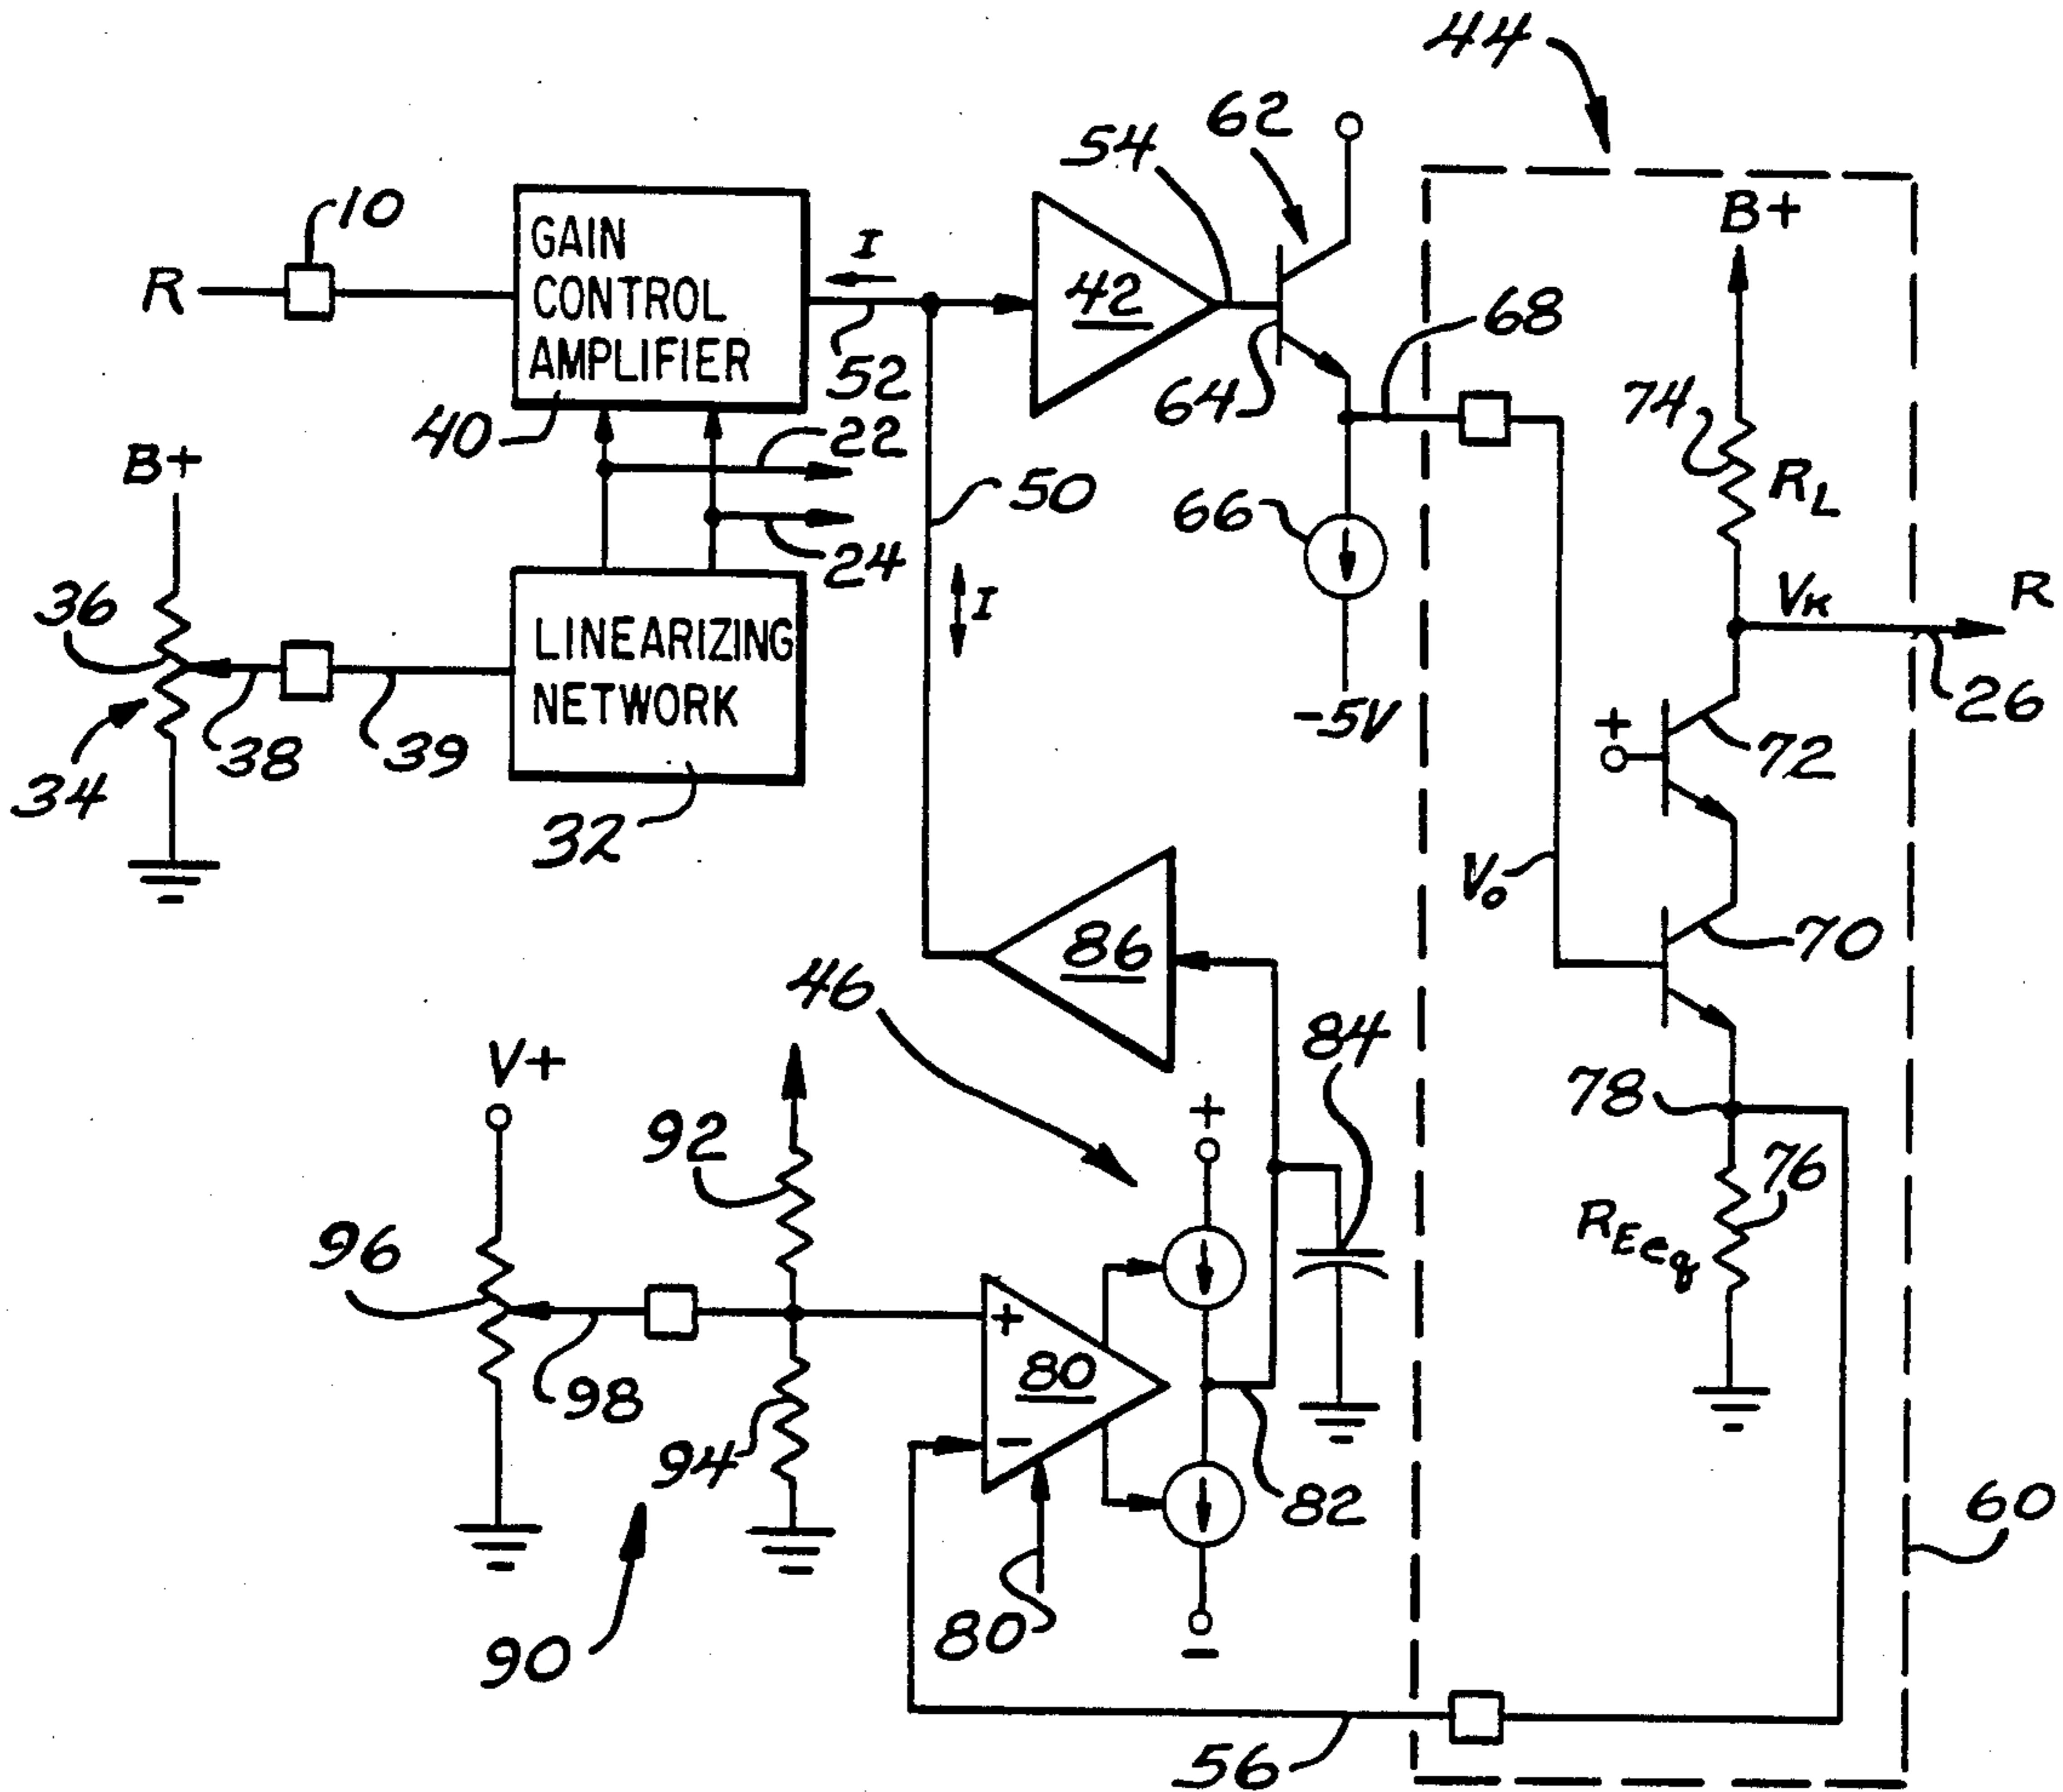 44
62
54
10
B+
R
GAIN
CONTROL
AMPLIFIER
I
42
68
52
64
74
40
22
B+
50
RL
66
24
I
VK
R
36
LINEARIZING
NETWORK
-5V
26
+
38
39
72
34
32
Vo
86
70
46
84
V+
78
92
+
76
REeq
96
+
80
98
-
94
82
60
80
-
90
56